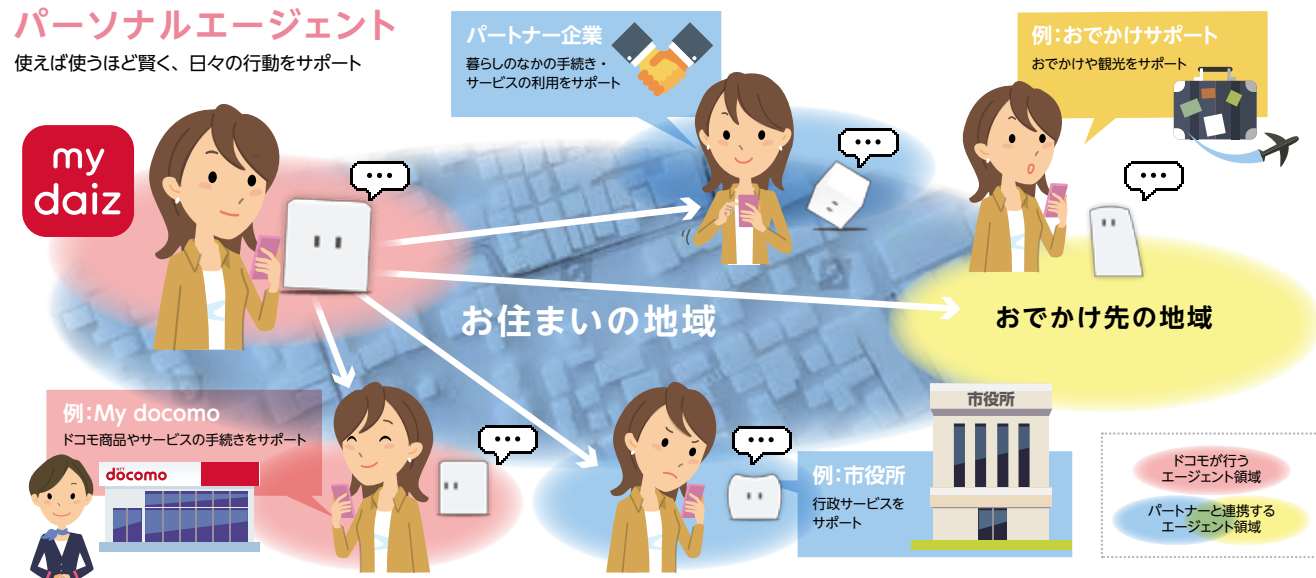 パーソナルエージェント
使えば使うほど賢く、日々の行動をサポート
my
daiz
パートナー企業
暮らしのなかの手続き・
サービスの利用をサポート
例:おでかけサポート
おでかけや観光をサポート
お住まいの地域
おでかけ先の地域
例:My docomo
ドコモ商品やサービスの手続きをサポート
NTT
döcomo
例:市役所
行政サービスを
サポート
市役所
ドコモが行う
エージェント領域
パートナーと連携する
エージェント領域